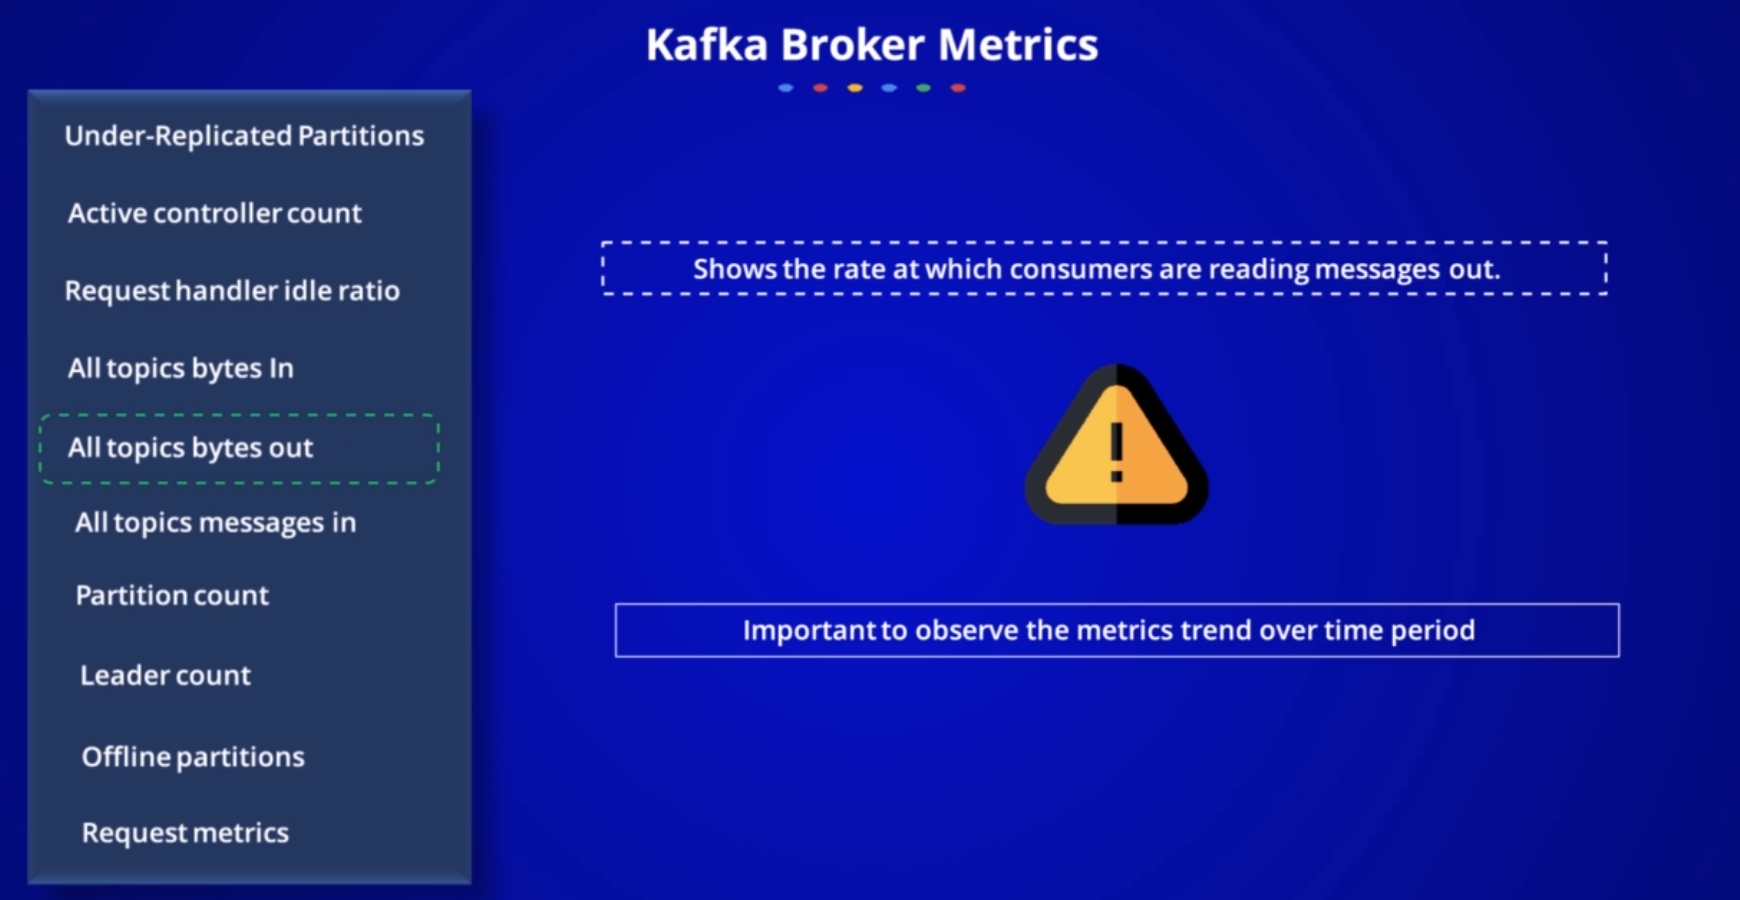 Kafka Broker Metrics
Under-Replicated Partitions
Active controller count
Request handler idle ratio
All topics bytes In
All topics bytes out
All topics messages in
Partition count
Leader count
Offline partitions
Request metrics
Shows the rate at which consumers are reading messages out.
!
Important to observe the metrics trend over time period